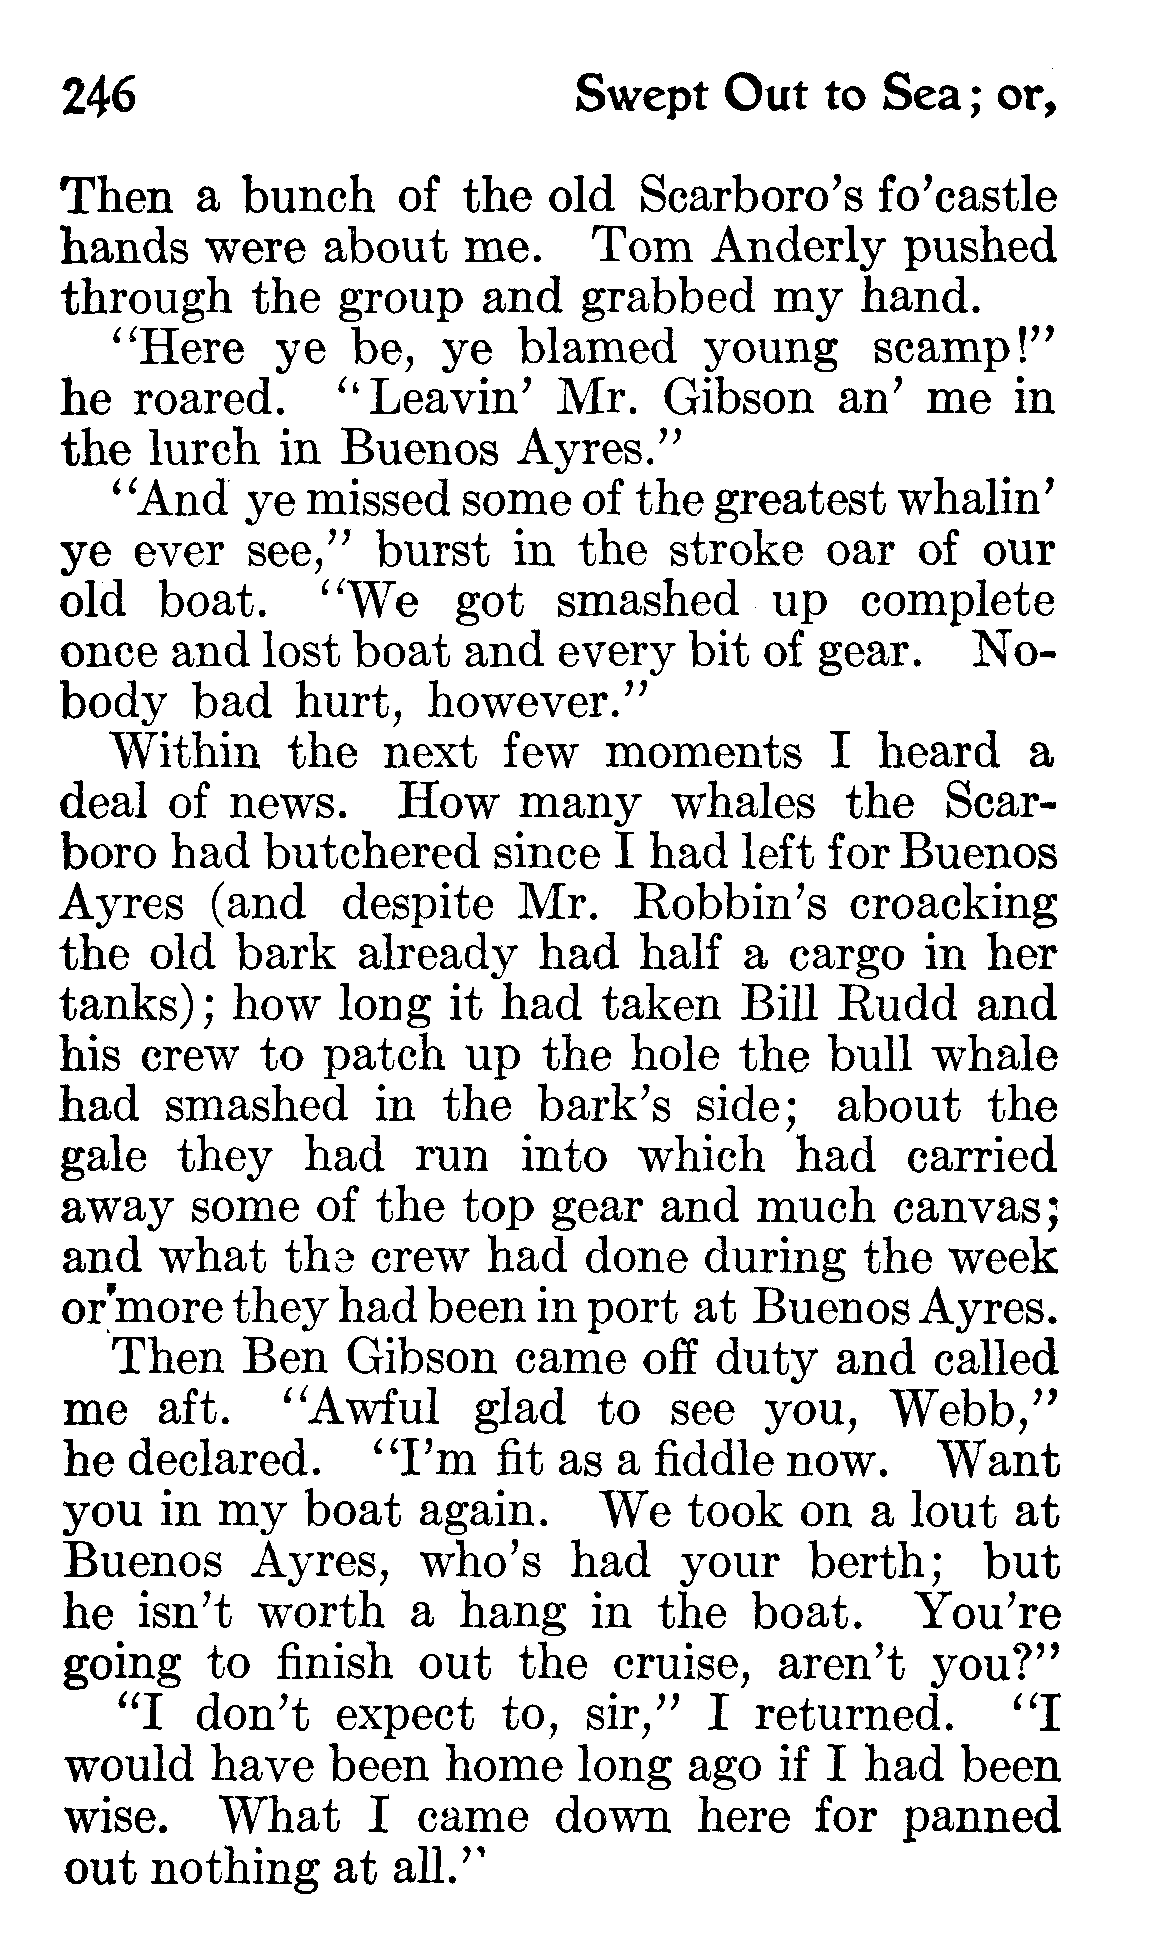 246 Swept Out to Sea; or,
Then a bunch of the old Scarboro's fo'castle
hands were about me. Tom Anderly pushed
through the group and grabbed my hand.
"Here ye be, ye blamed young scamp!"
he roared. "Leavin' Mr. Gibson an' me in
the lurch in Buenos Ayres."
"And ye missed some of the greatest whalin'
ye ever see," burst in the stroke oar of our
old boat. "We got smashed up complete
once and lost boat and every bit of gear. No-
body bad hurt, however."
Within the next few moments I heard a
deal of news. How many whales the Scar-
boro had butchered since I had left for Buenos
Ayres (and despite Mr. Robbin's croacking
the old bark already had half a cargo in her
tanks); how long it had taken Bill Rudd and
his crew to patch up the hole the bull whale
had smashed in the bark's side; about the
gale they had run into which had carried
away some of the top gear and much canvas;
and what the crew had done during the week
or more they had been in port at Buenos Ayres.
Then Ben Gibson came off duty and called
me aft. "Awful glad to see you, Webb,"
he declared. "I'm fit as a fiddle now. Want
you in my boat again. We took on a lout at
Buenos Ayres, who's had your berth; but
he isn't worth a hang in the boat. You're
going to finish out the cruise, aren't you?"
"I don't expect to, sir," I returned. "I
would have been home long ago if I had been
wise. What I came down here for panned
out nothing at all."